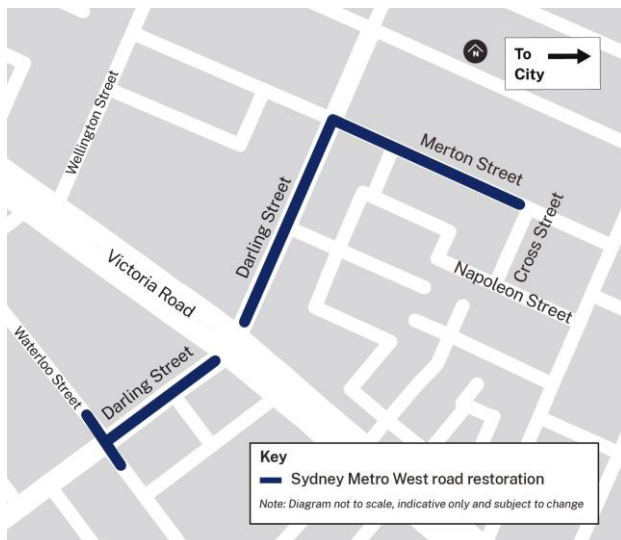 N
To
City
Wellington Street
Merton Street
Darling Street
Cross Street
Napoleon Street
Victoria Road
Waterloo Street
Darling Street
Key
Sydney Metro West road restoration
Note: Diagram not to scale, indicative only and subject to change